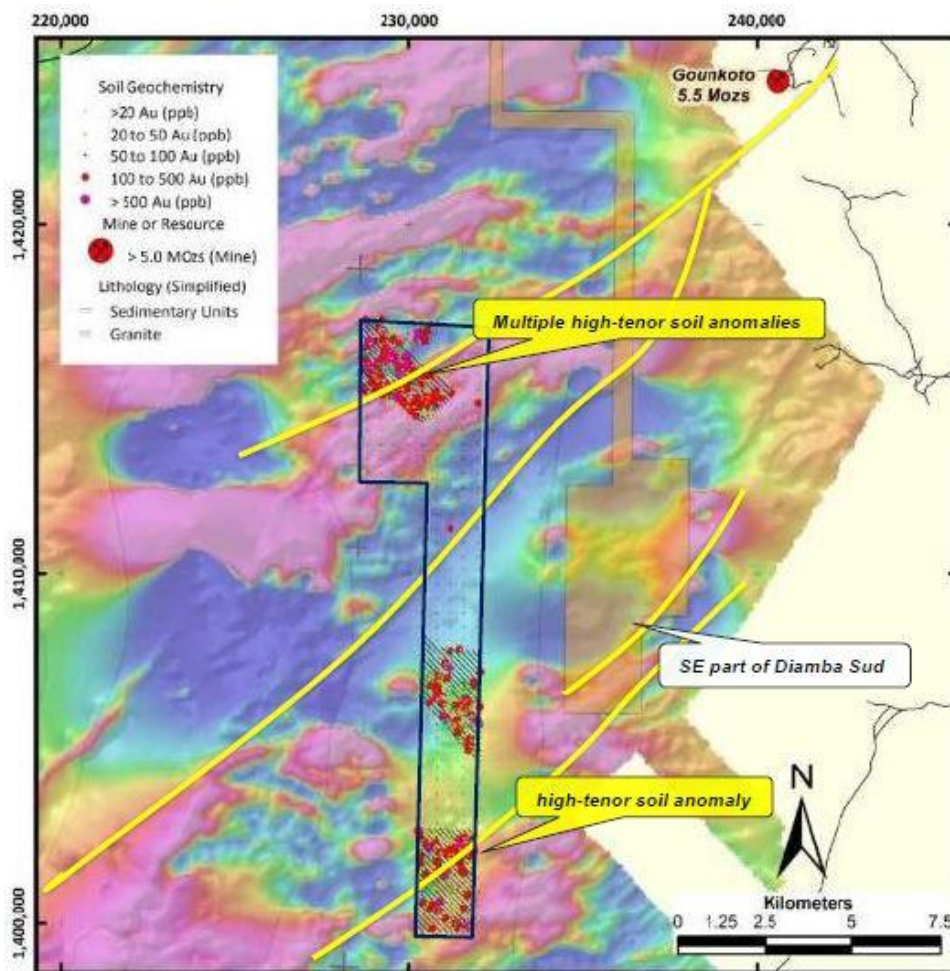 220,000
230,000
240,000
Gounkoto
5.5 Mozs
Soil Geochemistry
>20 Au (ppb)
20 to 50 Au (ppb)
50 to 100 Au (ppb)
100 to 500 Au (ppb)
> 500 Au (ppb)
Mine or Resource
> 5.0 MOzs (Mine)
Lithology (Simplified)
Sedimentary Units
Granite
1,420,000
Multiple high-tenor soil anomalies
1,410,000
SE part of Diamba Sud
high-tenor soil anomaly
N
1,400,000
Kilometers
0 1.25 2.5 5 7.5